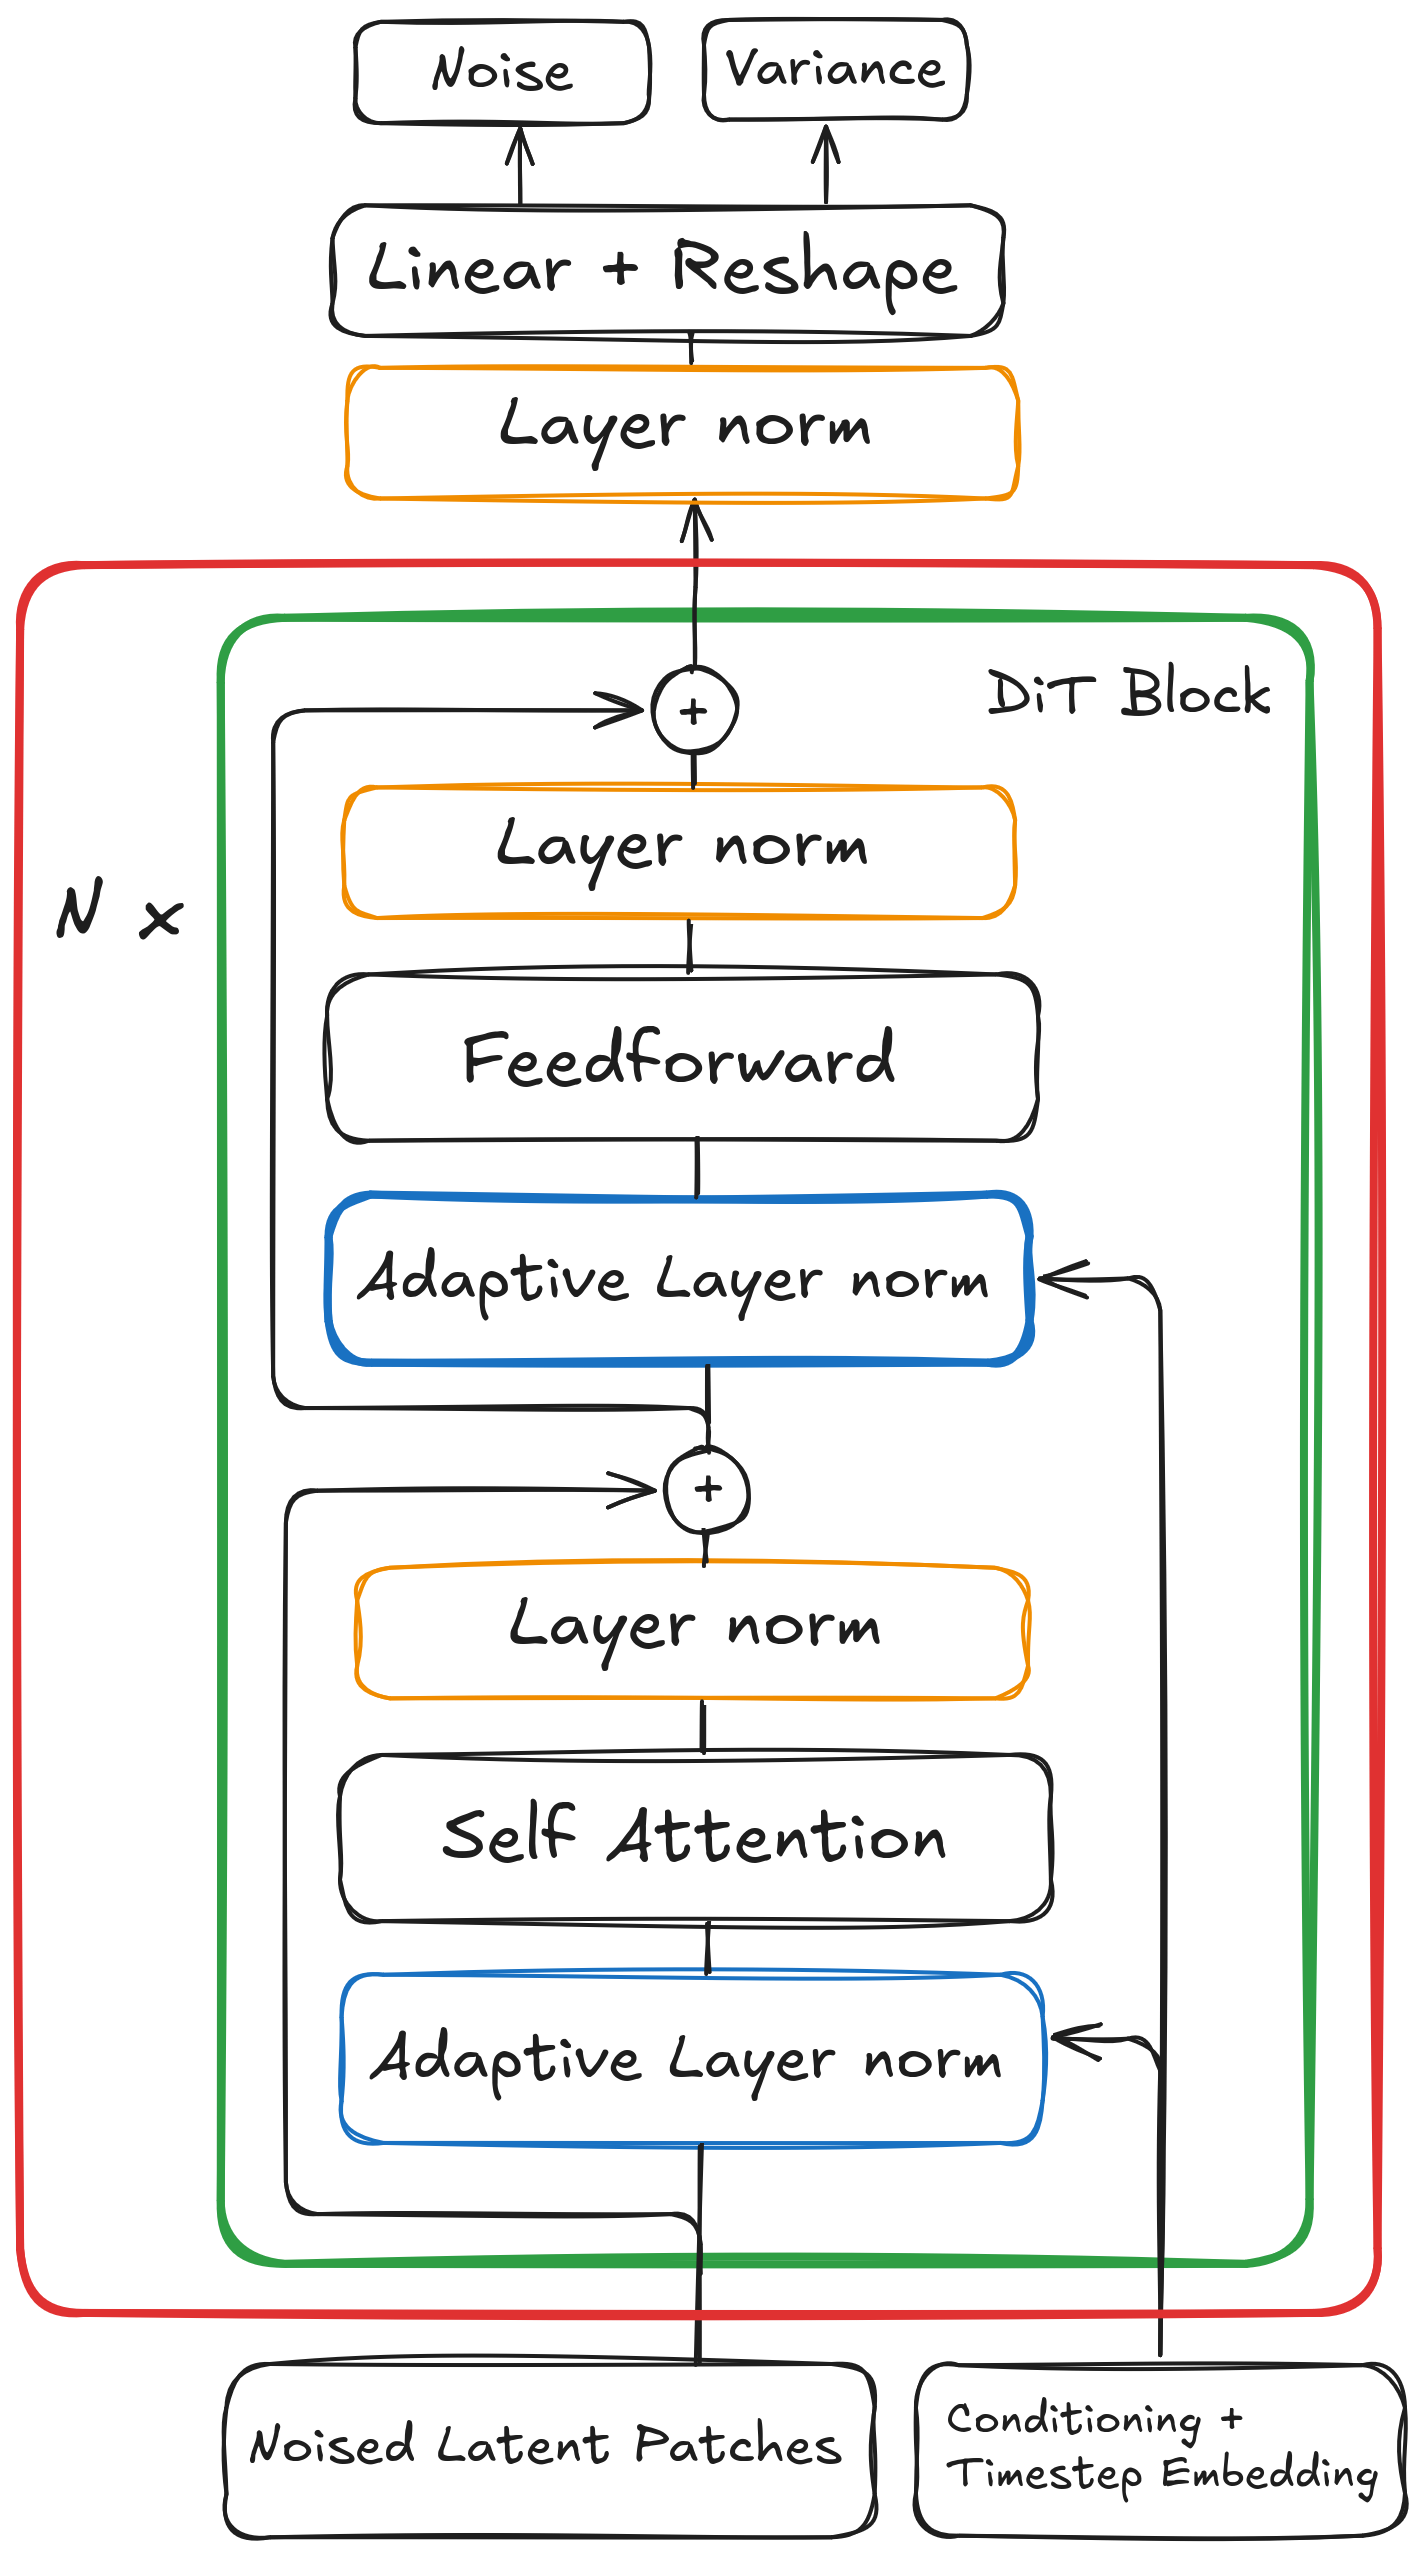 Noise
Variance
Linear + Reshape
Layer norm
DiT Block
+
Layer norm
N x
Feedforward
Adaptive Layer norm
+
Layer norm
Self Attention
Adaptive Layer norm
Noised Latent Patches
Conditioning +
Timestep Embedding